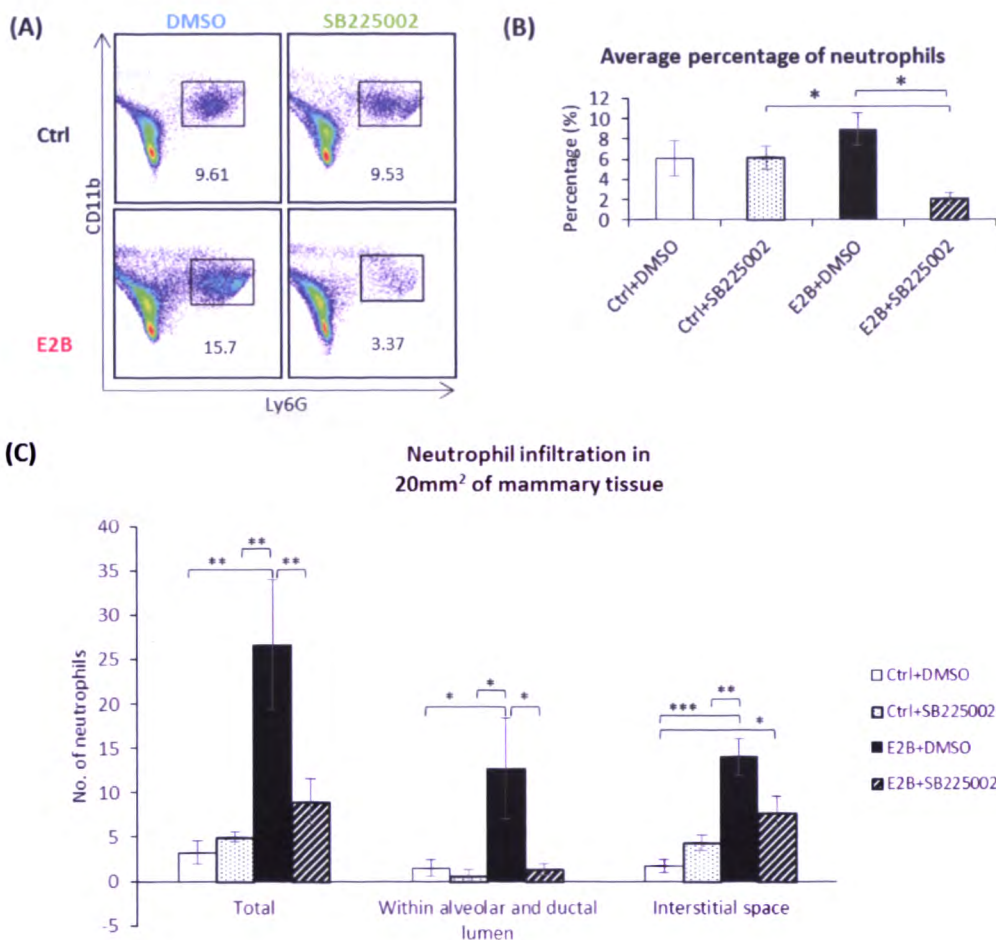 (A)
DMSO SB225002
Ctrl
9.61 9.53
CD11b
E2B
15.7 3.37
Ly6G
(B)
Average percentage of neutrophils
* *
Percentage (%)
12
10
8
6
4
2
0
Ctrl+DMSO
Ctrl+SB225002
E2B+DMSO
E2B+SB225002
(C)
Neutrophil infiltration in
20mm² of mammary tissue
No. of neutrophils
40
35
30
25
20
15
10
5
0
-5
** ** **
* * *
*** ** *
Total
Within alveolar and ductal
lumen
Interstitial space
Ctrl+DMSO
Ctrl+SB225002
E2B+DMSO
E2B+SB225002